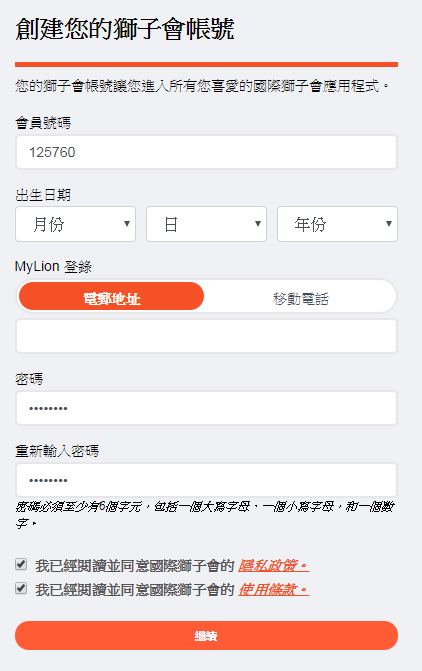 創建您的獅子會帳號
您的獅子會帳號讓您進入所有您喜愛的國際獅子會應用程式。
會員號碼
125760
出生日期
月份 日 年份
MyLion 登錄
電郵地址 移動電話
密碼
••••••••
重新輸入密碼
••••••••
密碼必須至少有6個字元，包括一個大寫字母、一個小寫字母，和一個數
字。
我已經閱讀並同意國際獅子會的 隱私政策。
我已經閱讀並同意國際獅子會的 使用條款。
繼續